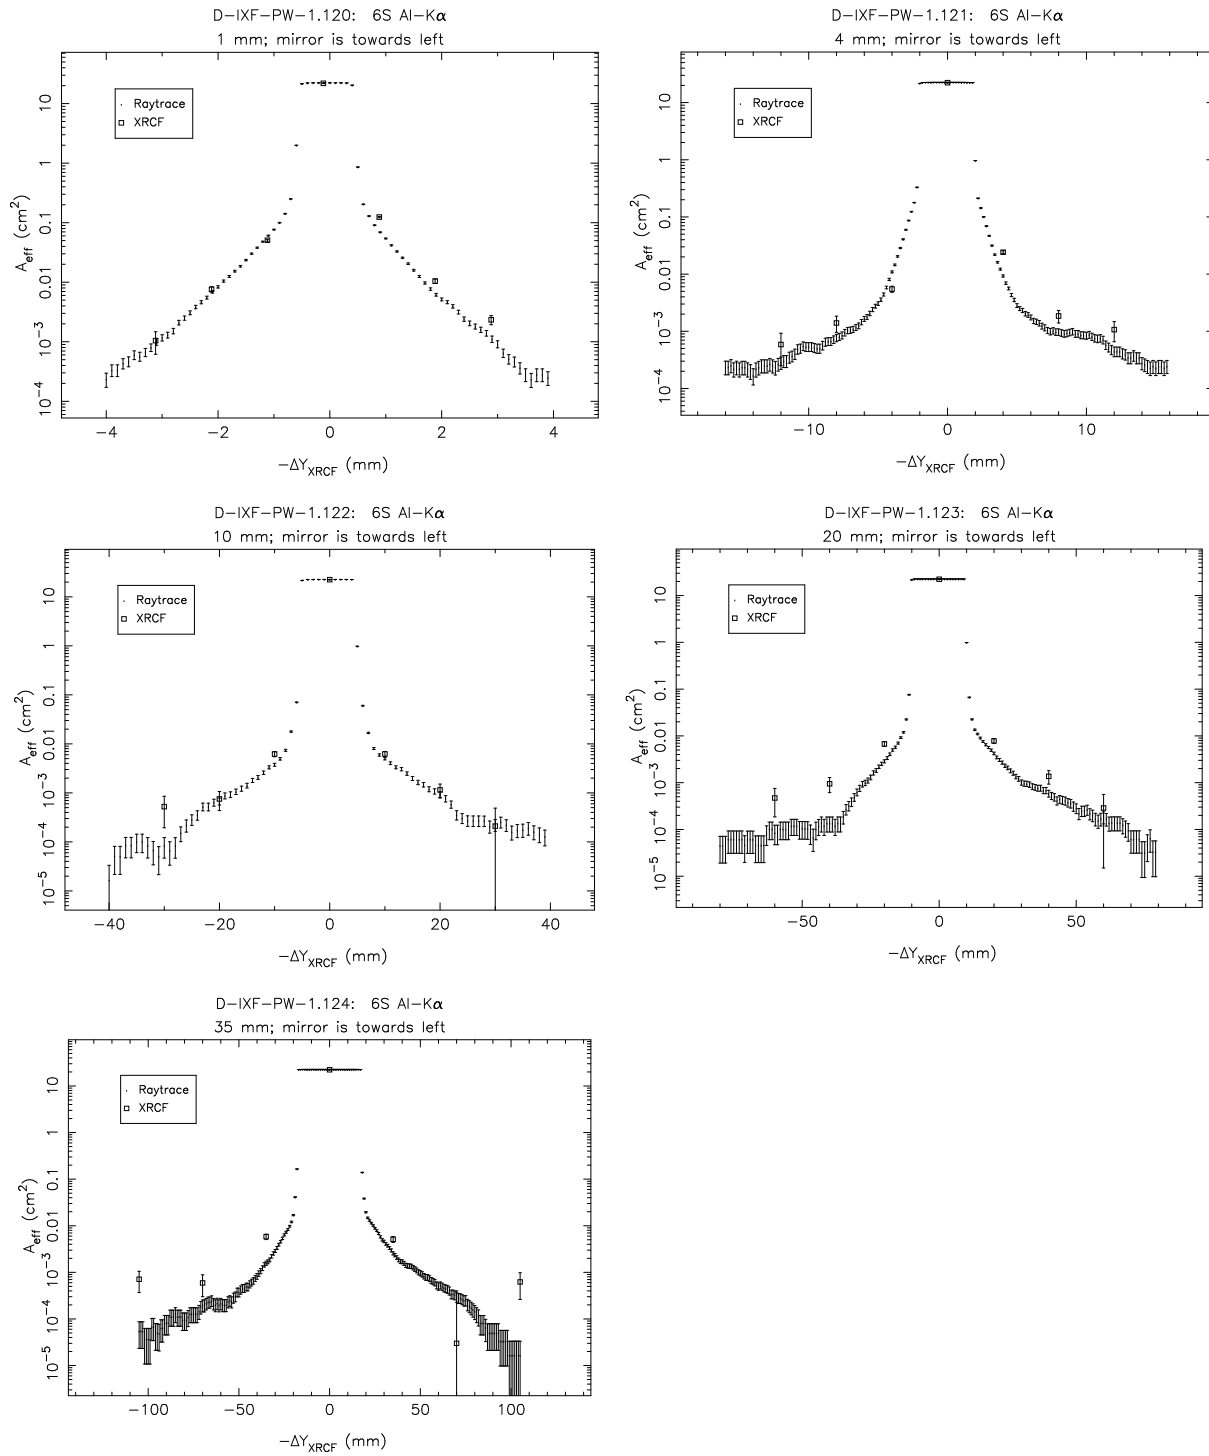 D-IXF-PW-1.120: 6S Al-Kα
1 mm; mirror is towards left
Raytrace
XRCF
10
1
0.1
0.01
10⁻³
10⁻⁴
A_eff (cm²)
−4 −2 0 2 4
−ΔY_XRCF (mm)
D-IXF-PW-1.121: 6S Al-Kα
4 mm; mirror is towards left
Raytrace
XRCF
10
1
0.1
0.01
10⁻³
10⁻⁴
A_eff (cm²)
−10 0 10
−ΔY_XRCF (mm)
D-IXF-PW-1.122: 6S Al-Kα
10 mm; mirror is towards left
Raytrace
XRCF
10
1
0.1
0.01
10⁻³
10⁻⁴
10⁻⁵
A_eff (cm²)
−40 −20 0 20 40
−ΔY_XRCF (mm)
D-IXF-PW-1.123: 6S Al-Kα
20 mm; mirror is towards left
Raytrace
XRCF
10
1
0.1
0.01
10⁻³
10⁻⁴
10⁻⁵
A_eff (cm²)
−50 0 50
−ΔY_XRCF (mm)
D-IXF-PW-1.124: 6S Al-Kα
35 mm; mirror is towards left
Raytrace
XRCF
10
1
0.1
0.01
10⁻³
10⁻⁴
10⁻⁵
A_eff (cm²)
−100 −50 0 50 100
−ΔY_XRCF (mm)